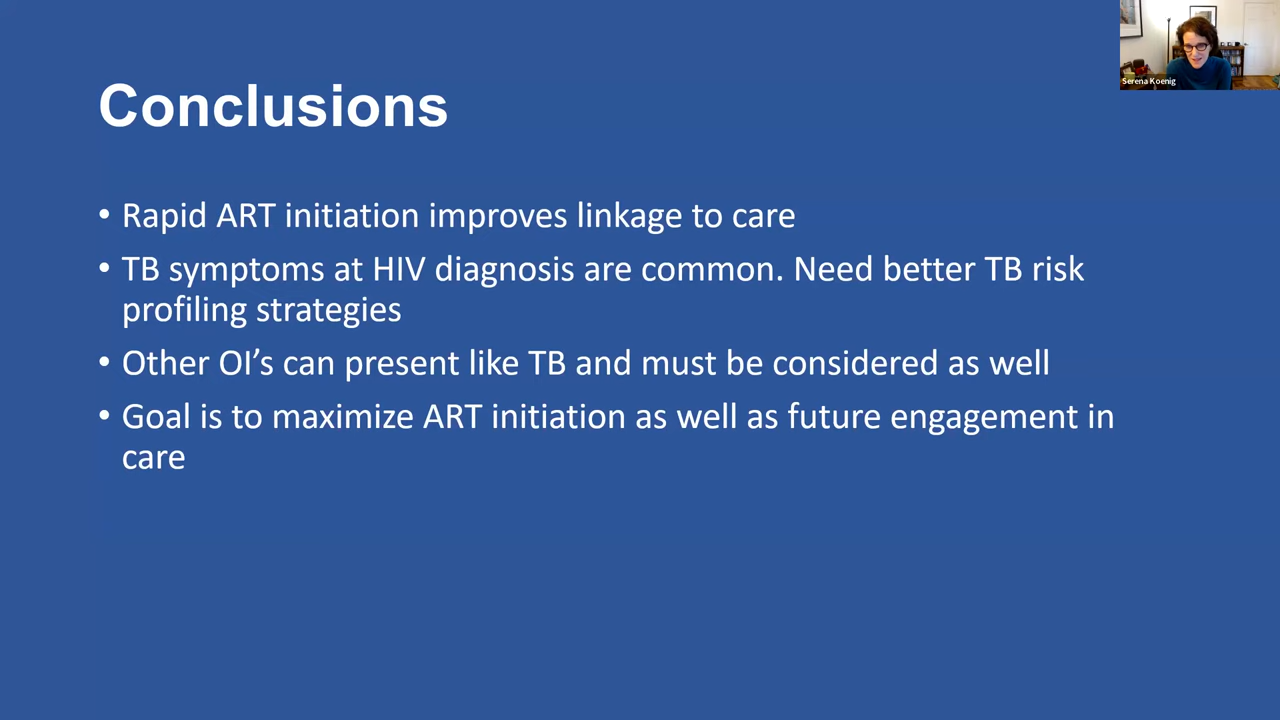 Serena Koenig
Conclusions
• Rapid ART initiation improves linkage to care
• TB symptoms at HIV diagnosis are common. Need better TB risk
profiling strategies
• Other OI’s can present like TB and must be considered as well
• Goal is to maximize ART initiation as well as future engagement in
care